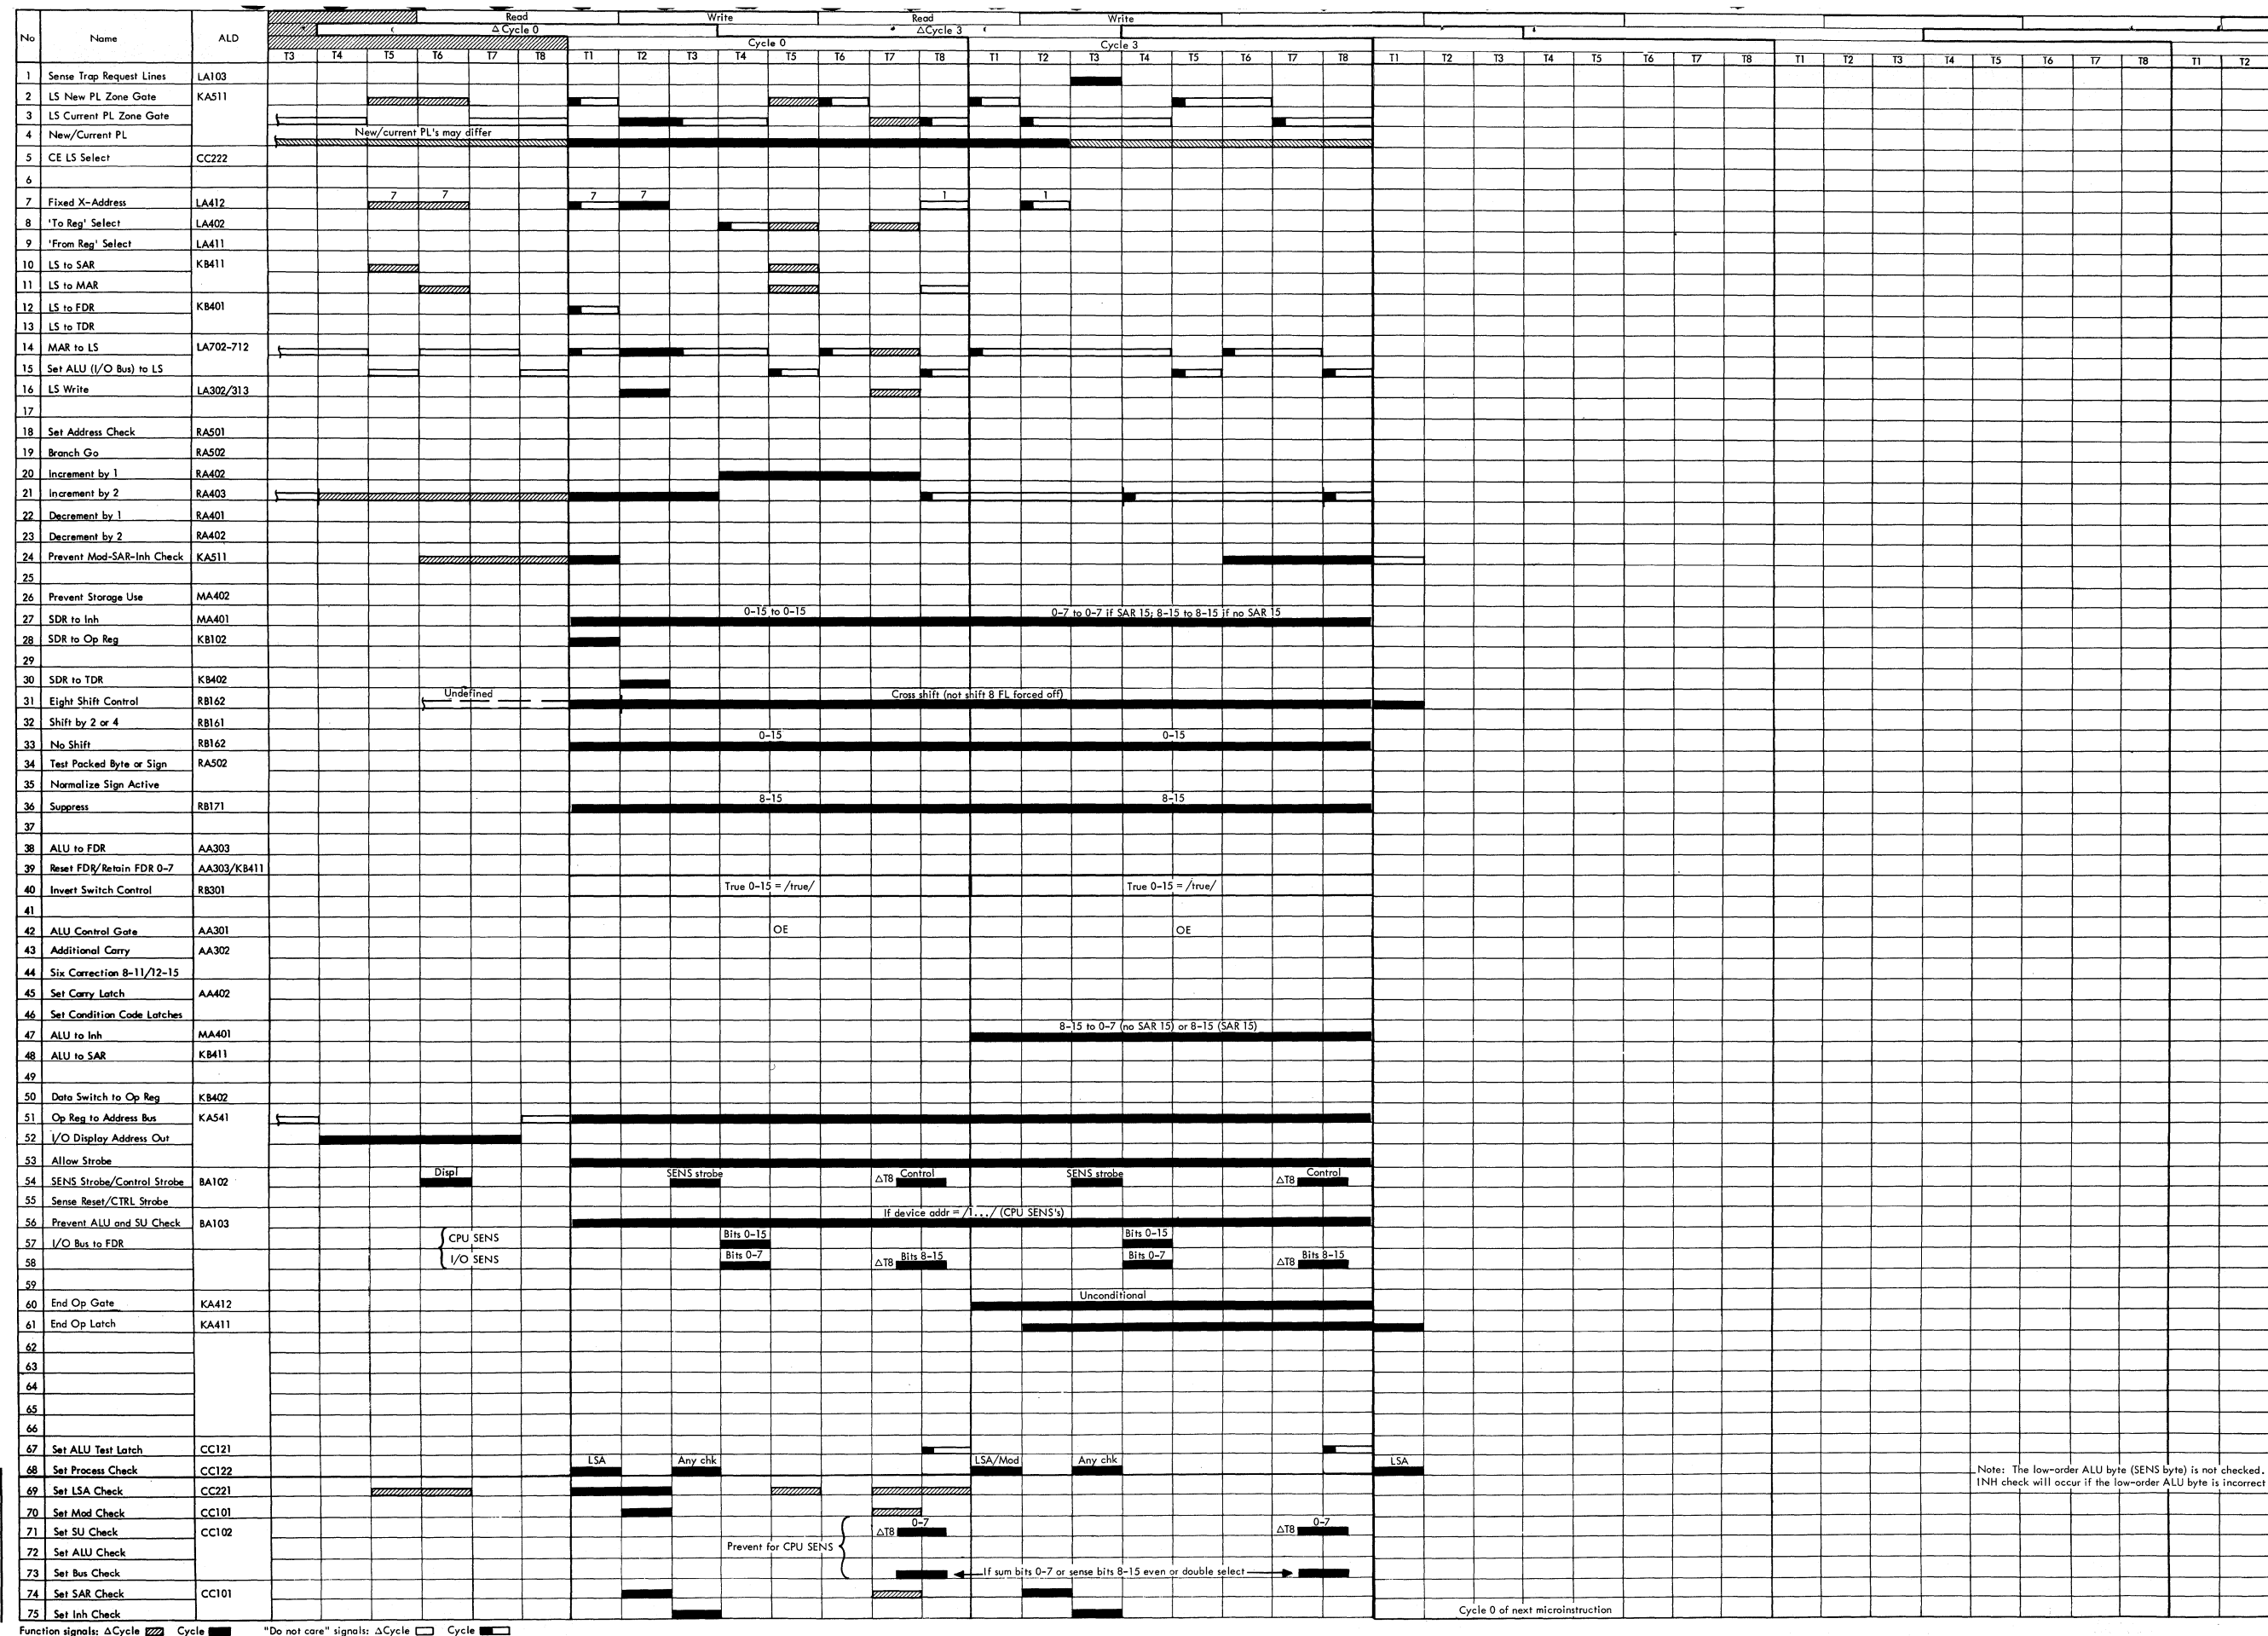 Read Write Read Write
Δ Cycle 0 ΔCycle 3
No Name ALD Cycle 0 Cycle 3
T3 T4 T5 T6 T7 T8 T1 T2 T3 T4 T5 T6 T7 T8 T1 T2 T3 T4 T5 T6 T7 T8 T1 T2 T3 T4 T5 T6 T7 T8 T1 T2 T3 T4 T5 T6 T7 T8 T1 T2
1 Sense Trap Request Lines LA103
2 LS New PL Zone Gate KA511
3 LS Current PL Zone Gate
4 New/Current PL New/current PL's may differ
5 CE LS Select CC222
6
7 Fixed X-Address LA412 7 7 7 7 1 1
8 'To Reg' Select LA402
9 'From Reg' Select LA411
10 LS to SAR KB411
11 LS to MAR
12 LS to FDR KB401
13 LS to TDR
14 MAR to LS LA702-712
15 Set ALU (I/O Bus) to LS
16 LS Write LA302/313
17
18 Set Address Check RA501
19 Branch Go RA502
20 Increment by 1 RA402
21 Increment by 2 RA403
22 Decrement by 1 RA401
23 Decrement by 2 RA402
24 Prevent Mod-SAR-Inh Check KA511
25
26 Prevent Storage Use MA402
27 SDR to Inh MA401 0-15 to 0-15 0-7 to 0-7 if SAR 15; 8-15 to 8-15 if no SAR 15
28 SDR to Op Reg KB102
29
30 SDR to TDR KB402
31 Eight Shift Control RB162 Undefined Cross shift (not shift 8 FL forced off)
32 Shift by 2 or 4 RB161
33 No Shift RB162 0-15 0-15
34 Test Packed Byte or Sign RA502
35 Normalize Sign Active
36 Suppress RB171 8-15 8-15
37
38 ALU to FDR AA303
39 Reset FDR/Retain FDR 0-7 AA303/KB411
40 Invert Switch Control RB301 True 0-15 = /true/ True 0-15 = /true/
41
42 ALU Control Gate AA301 OE OE
43 Additional Carry AA302
44 Six Correction 8-11/12-15
45 Set Carry Latch AA402
46 Set Condition Code Latches
47 ALU to Inh MA401 8-15 to 0-7 (no SAR 15) or 8-15 (SAR 15)
48 ALU to SAR KB411
49
50 Data Switch to Op Reg KB402
51 Op Reg to Address Bus KA541
52 I/O Display Address Out
53 Allow Strobe
54 SENS Strobe/Control Strobe BA102 Displ SENS strobe ΔT8 Control SENS strobe ΔT8 Control
55 Sense Reset/CTRL Strobe
56 Prevent ALU and SU Check BA103 If device addr = /1.../ (CPU SENS's)
57 I/O Bus to FDR CPU SENS Bits 0-15 Bits 0-15
58 I/O SENS Bits 0-7 ΔT8 Bits 8-15 Bits 0-7 ΔT8 Bits 8-15
59
60 End Op Gate KA412 Unconditional
61 End Op Latch KA411
62
63
64
65
66
67 Set ALU Test Latch CC121
68 Set Process Check CC122 LSA Any chk LSA/Mod Any chk LSA
Note: The low-order ALU byte (SENS byte) is not checked.
INH check will occur if the low-order ALU byte is incorrect
69 Set LSA Check CC221
70 Set Mod Check CC101
71 Set SU Check CC102 ΔT8 0-7 ΔT8 0-7
72 Set ALU Check Prevent for CPU SENS
73 Set Bus Check If sum bits 0-7 or sense bits 8-15 even or double select
74 Set SAR Check CC101
75 Set Inh Check Cycle 0 of next microinstruction
Function signals: ΔCycle Cycle "Do not care" signals: ΔCycle Cycle